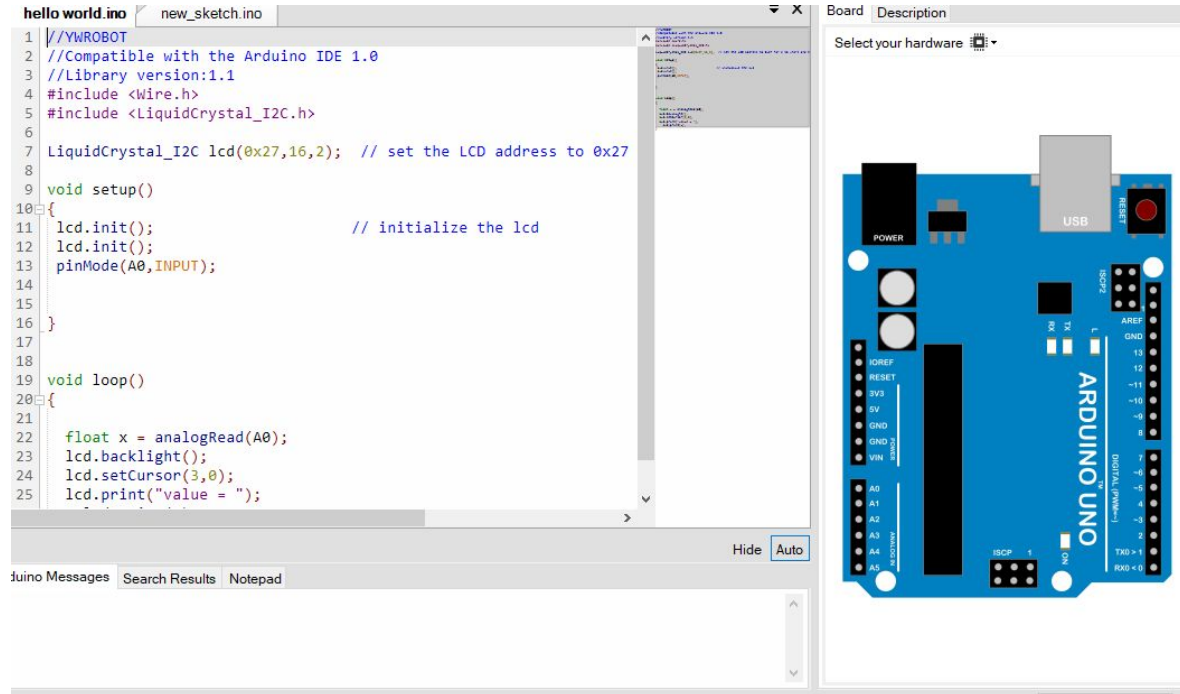 hello world.ino new_sketch.ino X
1 //YWROBOT
2 //Compatible with the Arduino IDE 1.0
3 //Library version:1.1
4 #include <Wire.h>
5 #include <LiquidCrystal_I2C.h>
6
7 LiquidCrystal_I2C lcd(0x27,16,2);  // set the LCD address to 0x27
8
9 void setup()
10 {
11 lcd.init();                      // initialize the lcd
12 lcd.init();
13 pinMode(A0,INPUT);
14
15
16 }
17
18
19 void loop()
20 {
21
22 float x = analogRead(A0);
23 lcd.backlight();
24 lcd.setCursor(3,0);
25 lcd.print("value = ");
Hide Auto
duino Messages Search Results Notepad
Board Description
Select your hardware
POWER
USB
RESET
ISCP2
1
AREF
GND
13
12
~11
~10
~9
8
7
~6
~5
4
~3
2
TX0 > 1
RX0 < 0
RX TX L
IOREF
RESET
3V3
5V
GND
GND
VIN
POWER
A0
A1
A2
A3
A4
A5
ANALOG IN
ARDUINO UNO
TM
DIGITAL (PWM=~)
ISCP 1
ON